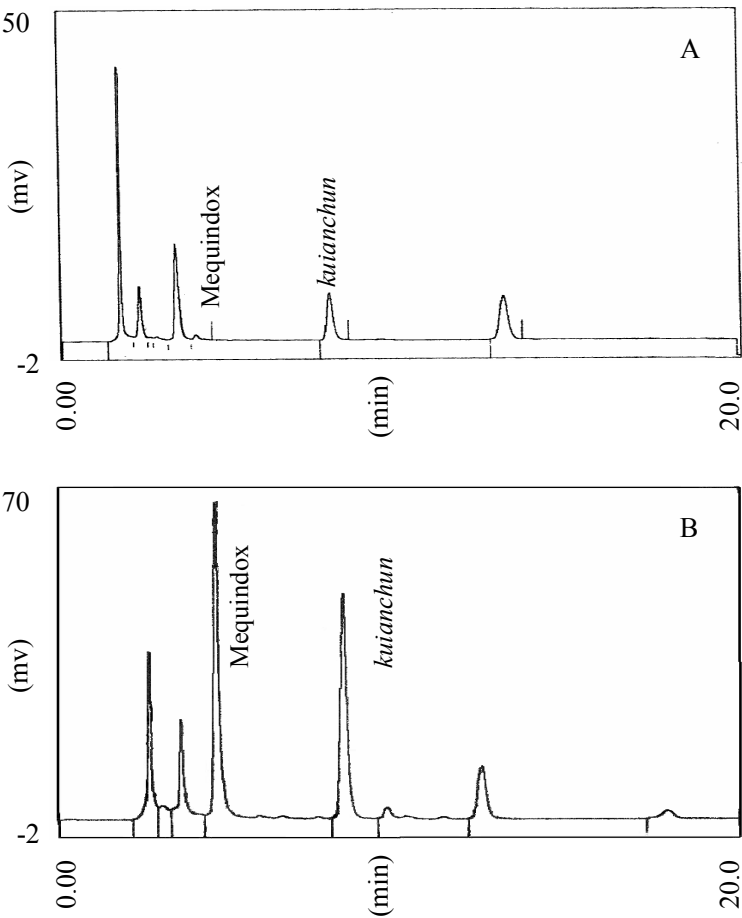 50
A
(mv)
Mequindox
kuianchun
-2
0.00
(min)
20.0
70
B
(mv)
Mequindox
kuianchun
-2
0.00
(min)
20.0